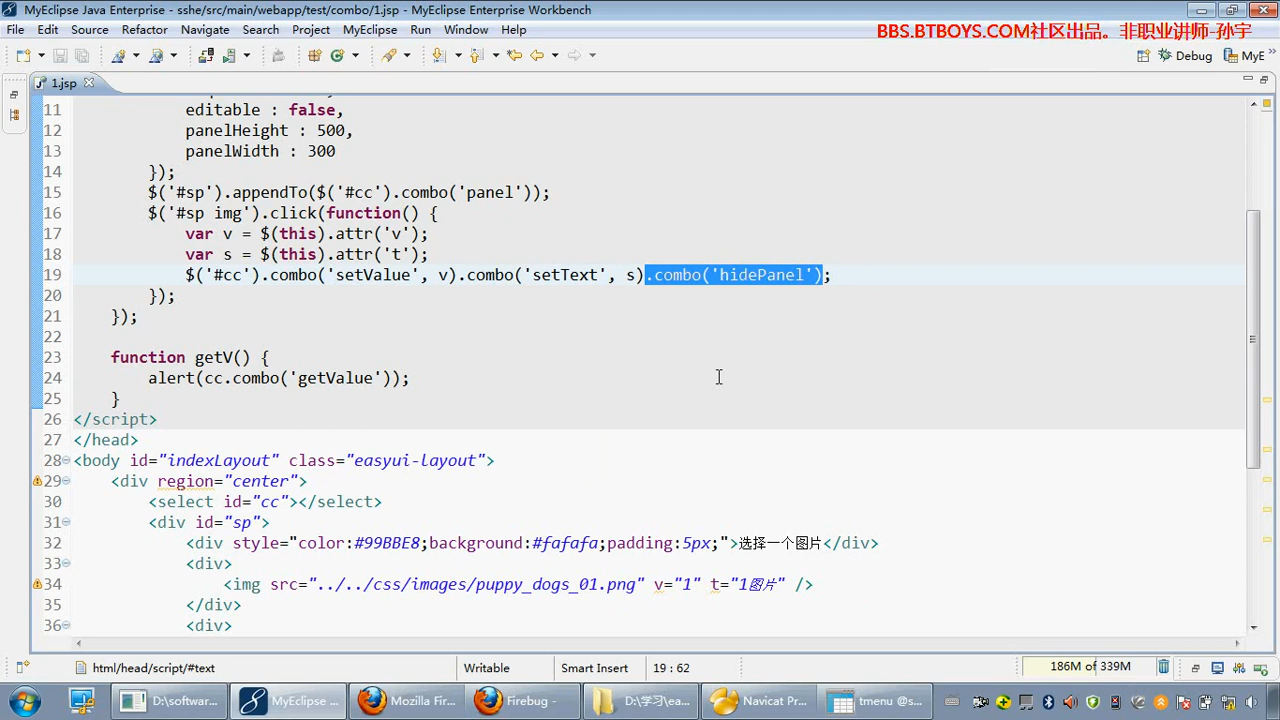 MyEclipse Java Enterprise - sshe/src/main/webapp/test/combo/1.jsp - MyEclipse Enterprise Workbench
File Edit Source Refactor Navigate Search Project MyEclipse Run Window Help
BBS.BTBOYS.COM社区出品。非职业讲师-孙宇
Debug MyE
1.jsp
11 editable : false,
12 panelHeight : 500,
13 panelWidth : 300
14 });
15 $('#sp').appendTo($('#cc').combo('panel'));
16 $('#sp img').click(function() {
17 var v = $(this).attr('v');
18 var s = $(this).attr('t');
19 $('#cc').combo('setValue', v).combo('setText', s).combo('hidePanel');
20 });
21 });
22
23 function getV() {
24 alert(cc.combo('getValue'));
25 }
26 </script>
27 </head>
28 <body id="indexLayout" class="easyui-layout">
29 <div region="center">
30 <select id="cc"></select>
31 <div id="sp">
32 <div style="color:#99BBE8;background:#fafafa;padding:5px;">选择一个图片</div>
33 <div>
34 <img src="../../css/images/puppy_dogs_01.png" v="1" t="1图片" />
35 </div>
36 <div>
html/head/script/#text Writable Smart Insert 19 : 62 186M of 339M
D:\software... MyEclipse ... Mozilla Fir... Firebug - D:\学习\ea... Navicat Pr... tmenu @s...